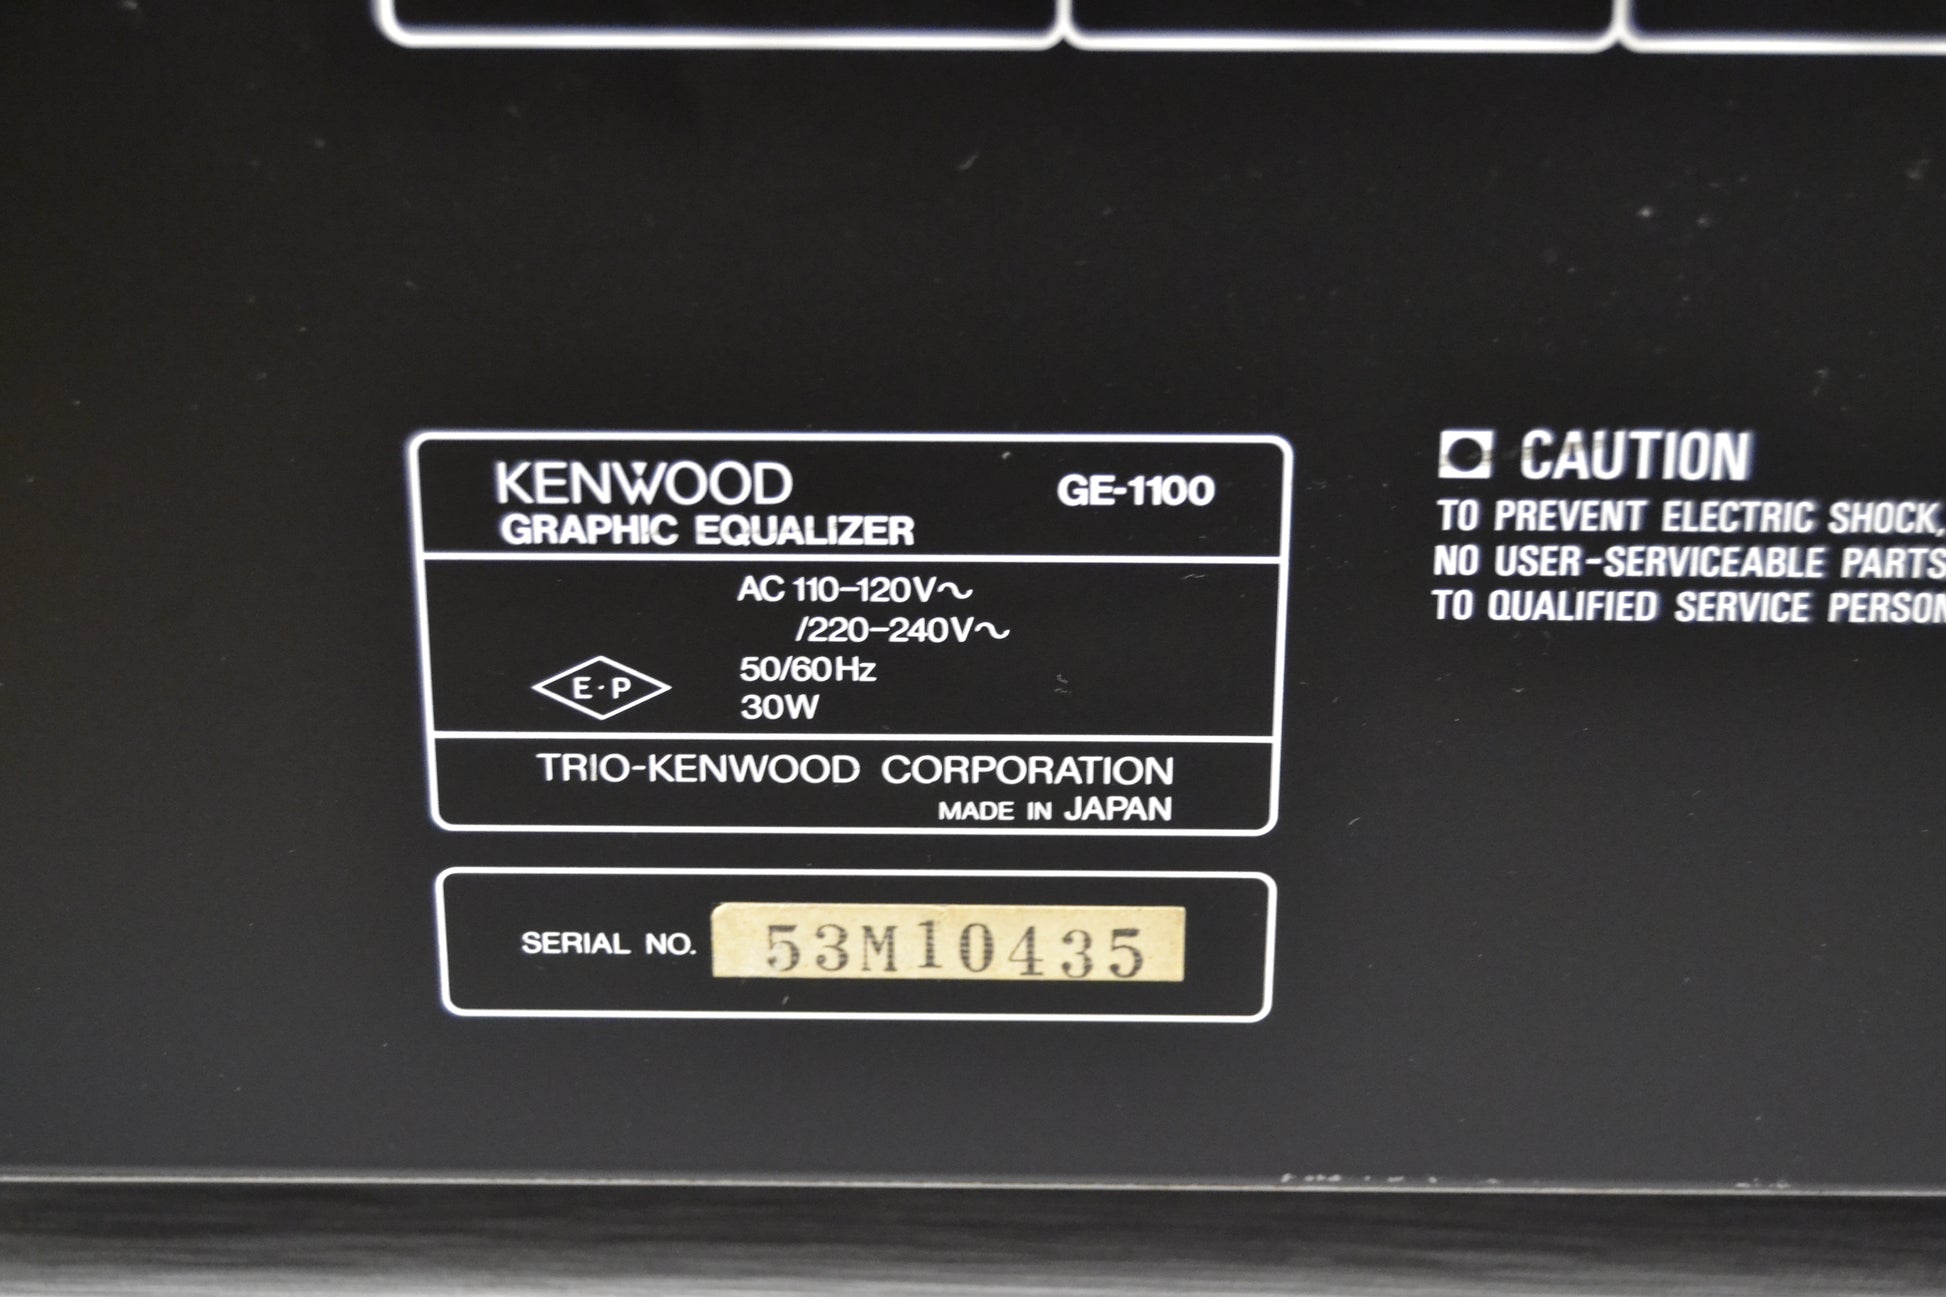 KENWOOD GE-1100
GRAPHIC EQUALIZER
AC 110-120V~
/220-240V~
50/60Hz
E·P
30W
TRIO-KENWOOD CORPORATION
MADE IN JAPAN
SERIAL NO. 53M10435
CAUTION
TO PREVENT ELECTRIC SHOCK,
NO USER-SERVICEABLE PARTS
TO QUALIFIED SERVICE PERSON